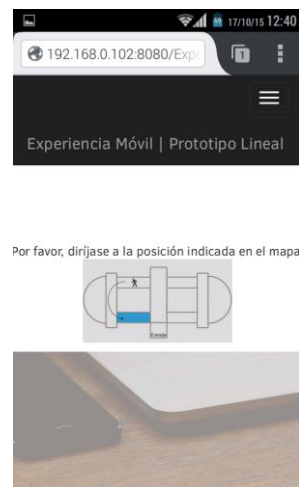 17/10/15 12:40
192.168.0.102:8080/Exp
1
Experiencia Móvil | Prototipo Lineal
Por favor, diríjase a la posición indicada en el mapa
Entrada